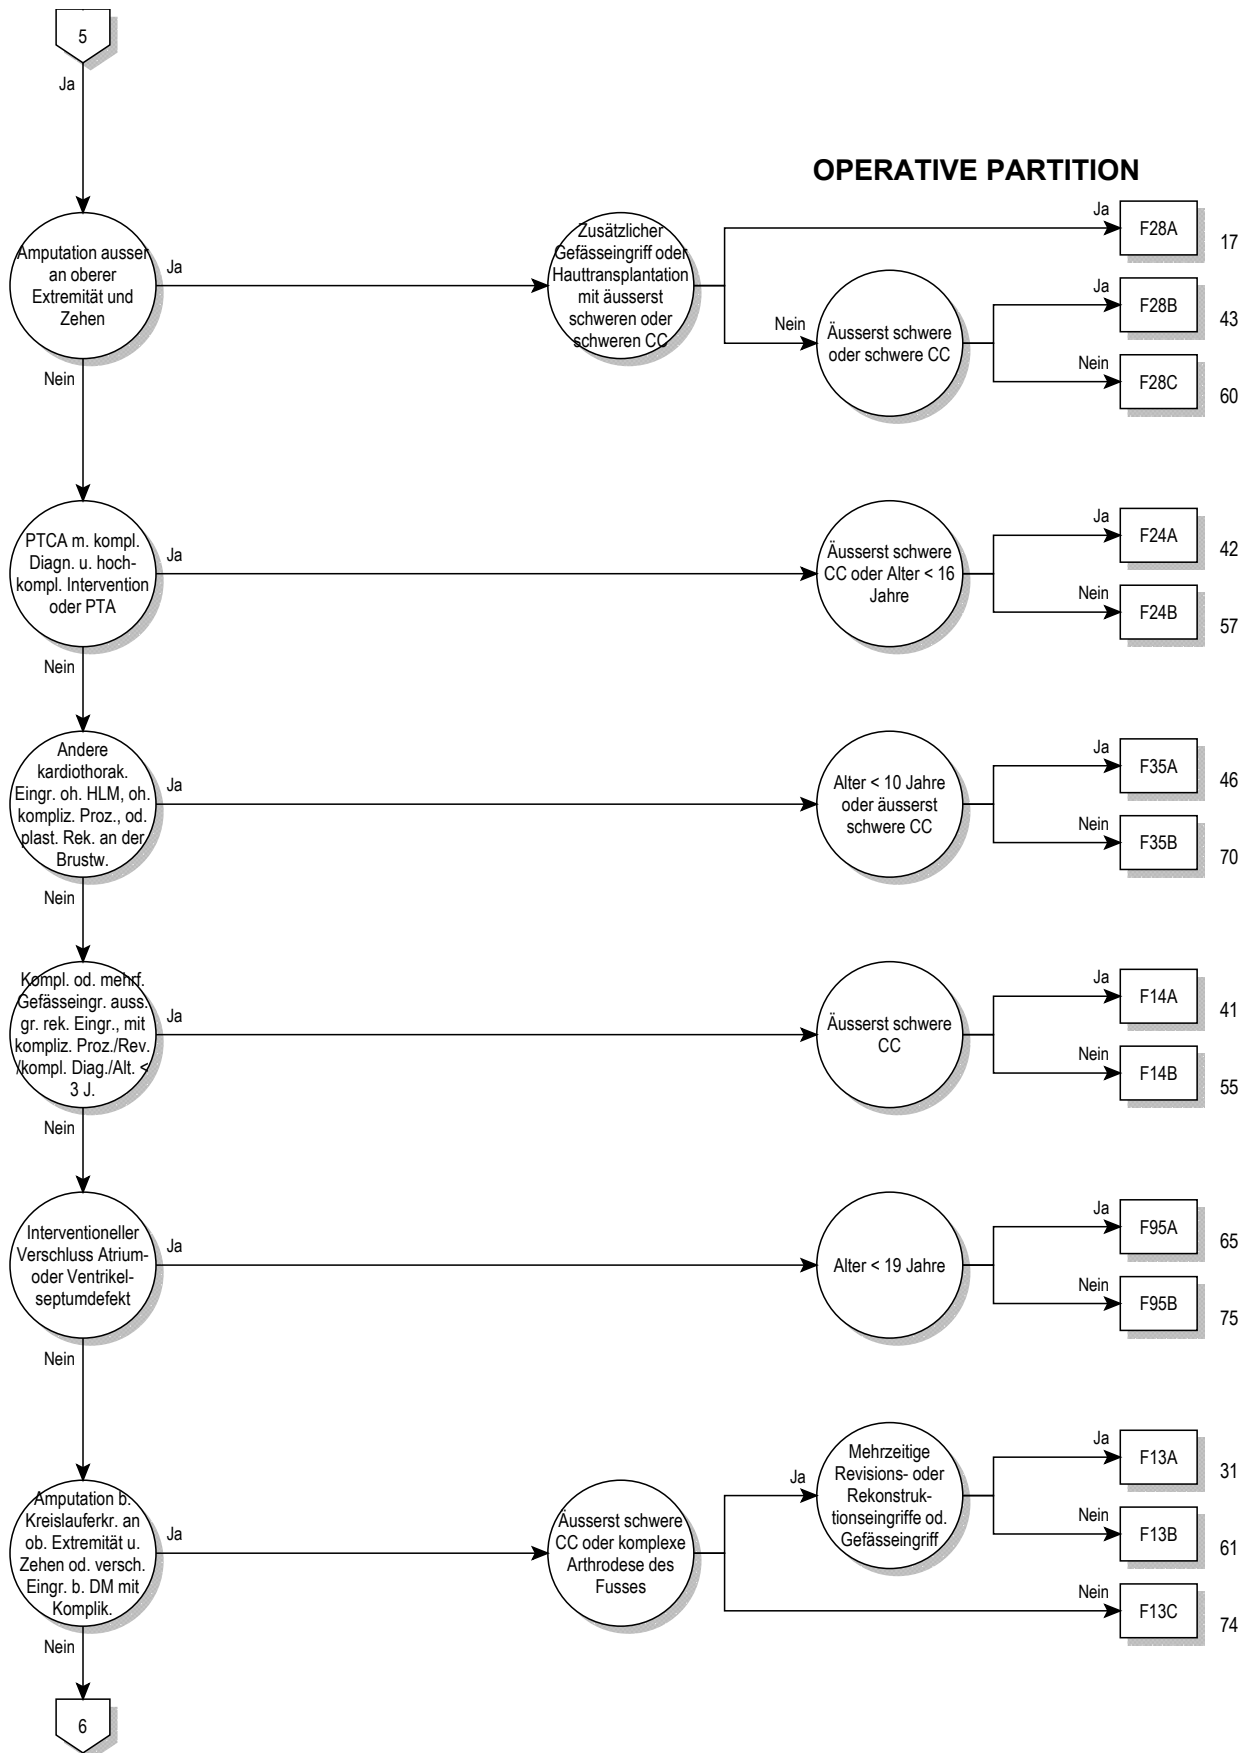 5
Ja
OPERATIVE PARTITION
Amputation ausser
an oberer
Extremität und
Zehen
Ja
Zusätzlicher
Gefässeingriff oder
Hauttransplantation
mit äusserst
schweren oder
schweren CC
Ja
F28A
17
Nein
Äusserst schwere
oder schwere CC
Ja
F28B
43
Nein
F28C
60
Nein
PTCA m. kompl.
Diagn. u. hoch-
kompl. Intervention
oder PTA
Ja
Äusserst schwere
CC oder Alter < 16
Jahre
Ja
F24A
42
Nein
F24B
57
Nein
Andere
kardiothorak.
Eingr. oh. HLM, oh.
kompliz. Proz., od.
plast. Rek. an der
Brustw.
Ja
Alter < 10 Jahre
oder äusserst
schwere CC
Ja
F35A
46
Nein
F35B
70
Nein
Kompl. od. mehrf.
Gefässeingr. auss.
gr. rek. Eingr., mit
kompliz. Proz./Rev.
/kompl. Diag./Alt. <
3 J.
Ja
Äusserst schwere
CC
Ja
F14A
41
Nein
F14B
55
Nein
Interventioneller
Verschluss Atrium-
oder Ventrikel-
septumdefekt
Ja
Alter < 19 Jahre
Ja
F95A
65
Nein
F95B
75
Nein
Amputation b.
Kreislauferkr. an
ob. Extremität u.
Zehen od. versch.
Eingr. b. DM mit
Komplik.
Ja
Äusserst schwere
CC oder komplexe
Arthrodese des
Fusses
Ja
Mehrzeitige
Revisions- oder
Rekonstruk-
tionseingriffe od.
Gefässeingriff
Ja
F13A
31
Nein
F13B
61
Nein
F13C
74
Nein
6